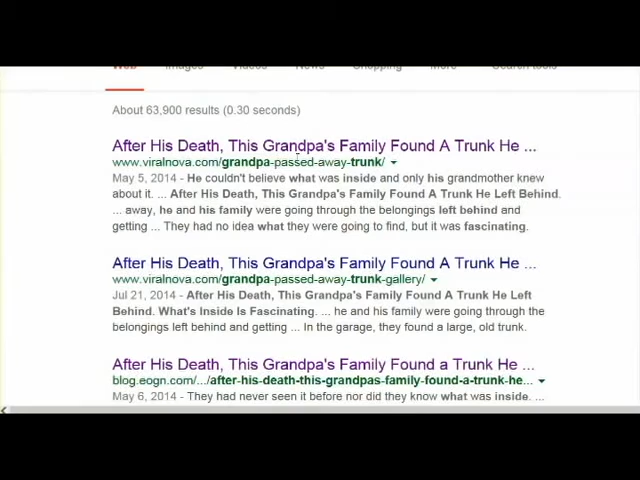 Web Images Videos News Shopping More Search tools
About 63,900 results (0.30 seconds)
After His Death, This Grandpa's Family Found A Trunk He ...
www.viralnova.com/grandpa-passed-away-trunk/
May 5, 2014 - He couldn't believe what was inside and only his grandmother knew
about it. ... After His Death, This Grandpa's Family Found A Trunk He Left Behind.
... away, he and his family were going through the belongings left behind and
getting ... They had no idea what they were going to find, but it was fascinating.
After His Death, This Grandpa's Family Found A Trunk He ...
www.viralnova.com/grandpa-passed-away-trunk-gallery/
Jul 21, 2014 - After His Death, This Grandpa's Family Found A Trunk He Left
Behind. What's Inside Is Fascinating. ... he and his family were going through the
belongings left behind and getting ... In the garage, they found a large, old trunk.
After His Death, This Grandpa's Family Found a Trunk He ...
blog.eogn.com/.../after-his-death-this-grandpas-family-found-a-trunk-he...
May 6, 2014 - They had never seen it before nor did they know what was inside. ...